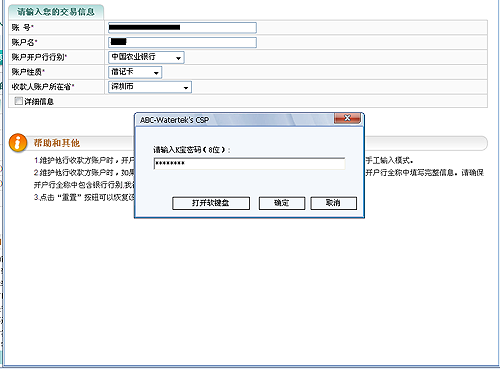 请输入您的交易信息
账 号*
账户名*
账户开户行行别* 中国农业银行
账户性质* 借记卡
收款人账户所在省* 深圳市
详细信息
ABC-Watertek's CSP
请输入K宝密码(8位):
********
打开软键盘 确定 取消
帮助和其他
1.维护他行收款方账户时，开户 手工输入模式。
2.维护他行收款方账户时，如果 开户行全称中填写完整信息。请确保
开户行全称中包含银行行别,我
3.点击“重置”按钮可以恢复